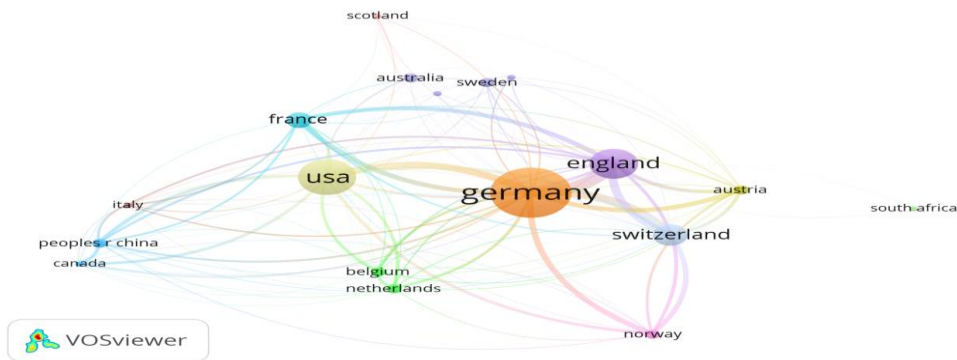 scotland
australia
sweden
france
england
usa
germany
austria
italy
south africa
switzerland
peoples r china
canada
belgium
netherlands
norway
VOSviewer